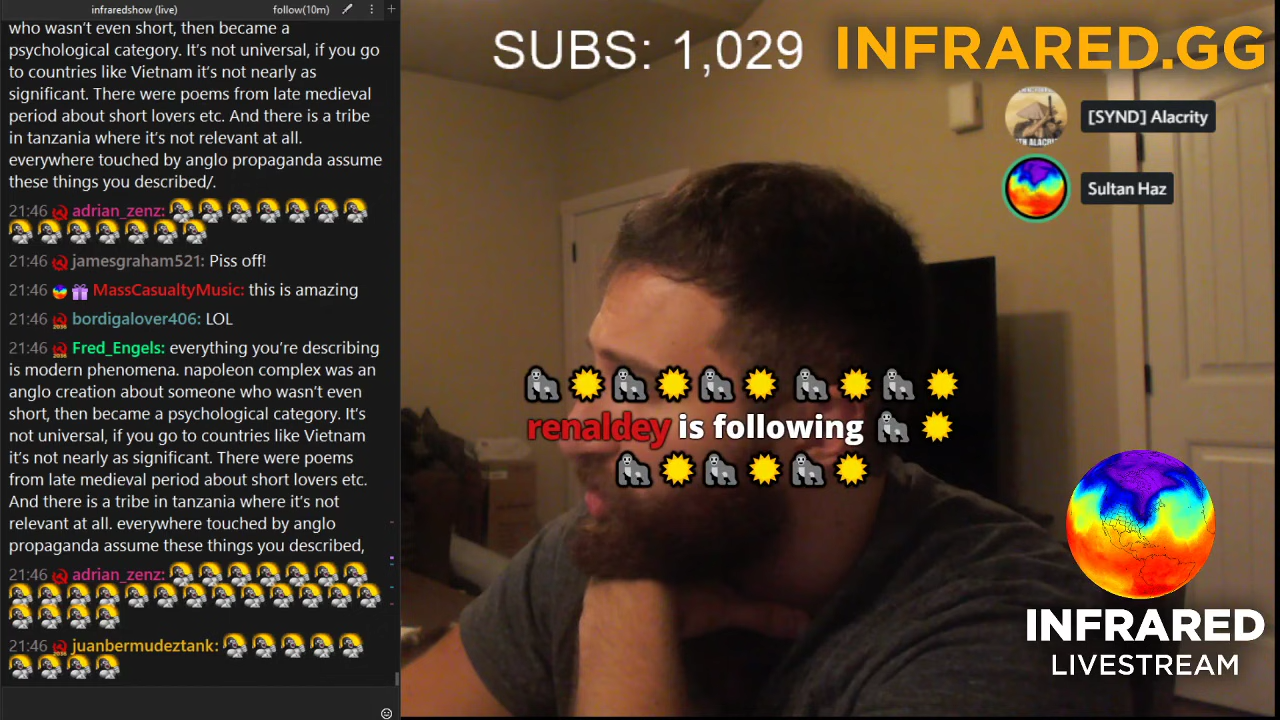 infraredshow (live)
follow(10m)
who wasn't even short, then became a
psychological category. It's not universal, if you go
to countries like Vietnam it's not nearly as
significant. There were poems from late medieval
period about short lovers etc. And there is a tribe
in tanzania where it's not relevant at all.
everywhere touched by anglo propaganda assume
these things you described/.
21:46 adrian_zenz:
21:46 jamesgraham521: Piss off!
21:46 MassCasualtyMusic: this is amazing
21:46 bordigalover406: LOL
21:46 Fred_Engels: everything you're describing
is modern phenomena. napoleon complex was an
anglo creation about someone who wasn't even
short, then became a psychological category. It's
not universal, if you go to countries like Vietnam
it's not nearly as significant. There were poems
from late medieval period about short lovers etc.
And there is a tribe in tanzania where it's not
relevant at all. everywhere touched by anglo
propaganda assume these things you described,
21:46 adrian_zenz:
21:46 juanbermudeztank:
SUBS: 1,029
INFRARED.GG
[SYND] Alacrity
Sultan Haz
renaldey is following
INFRARED
LIVESTREAM